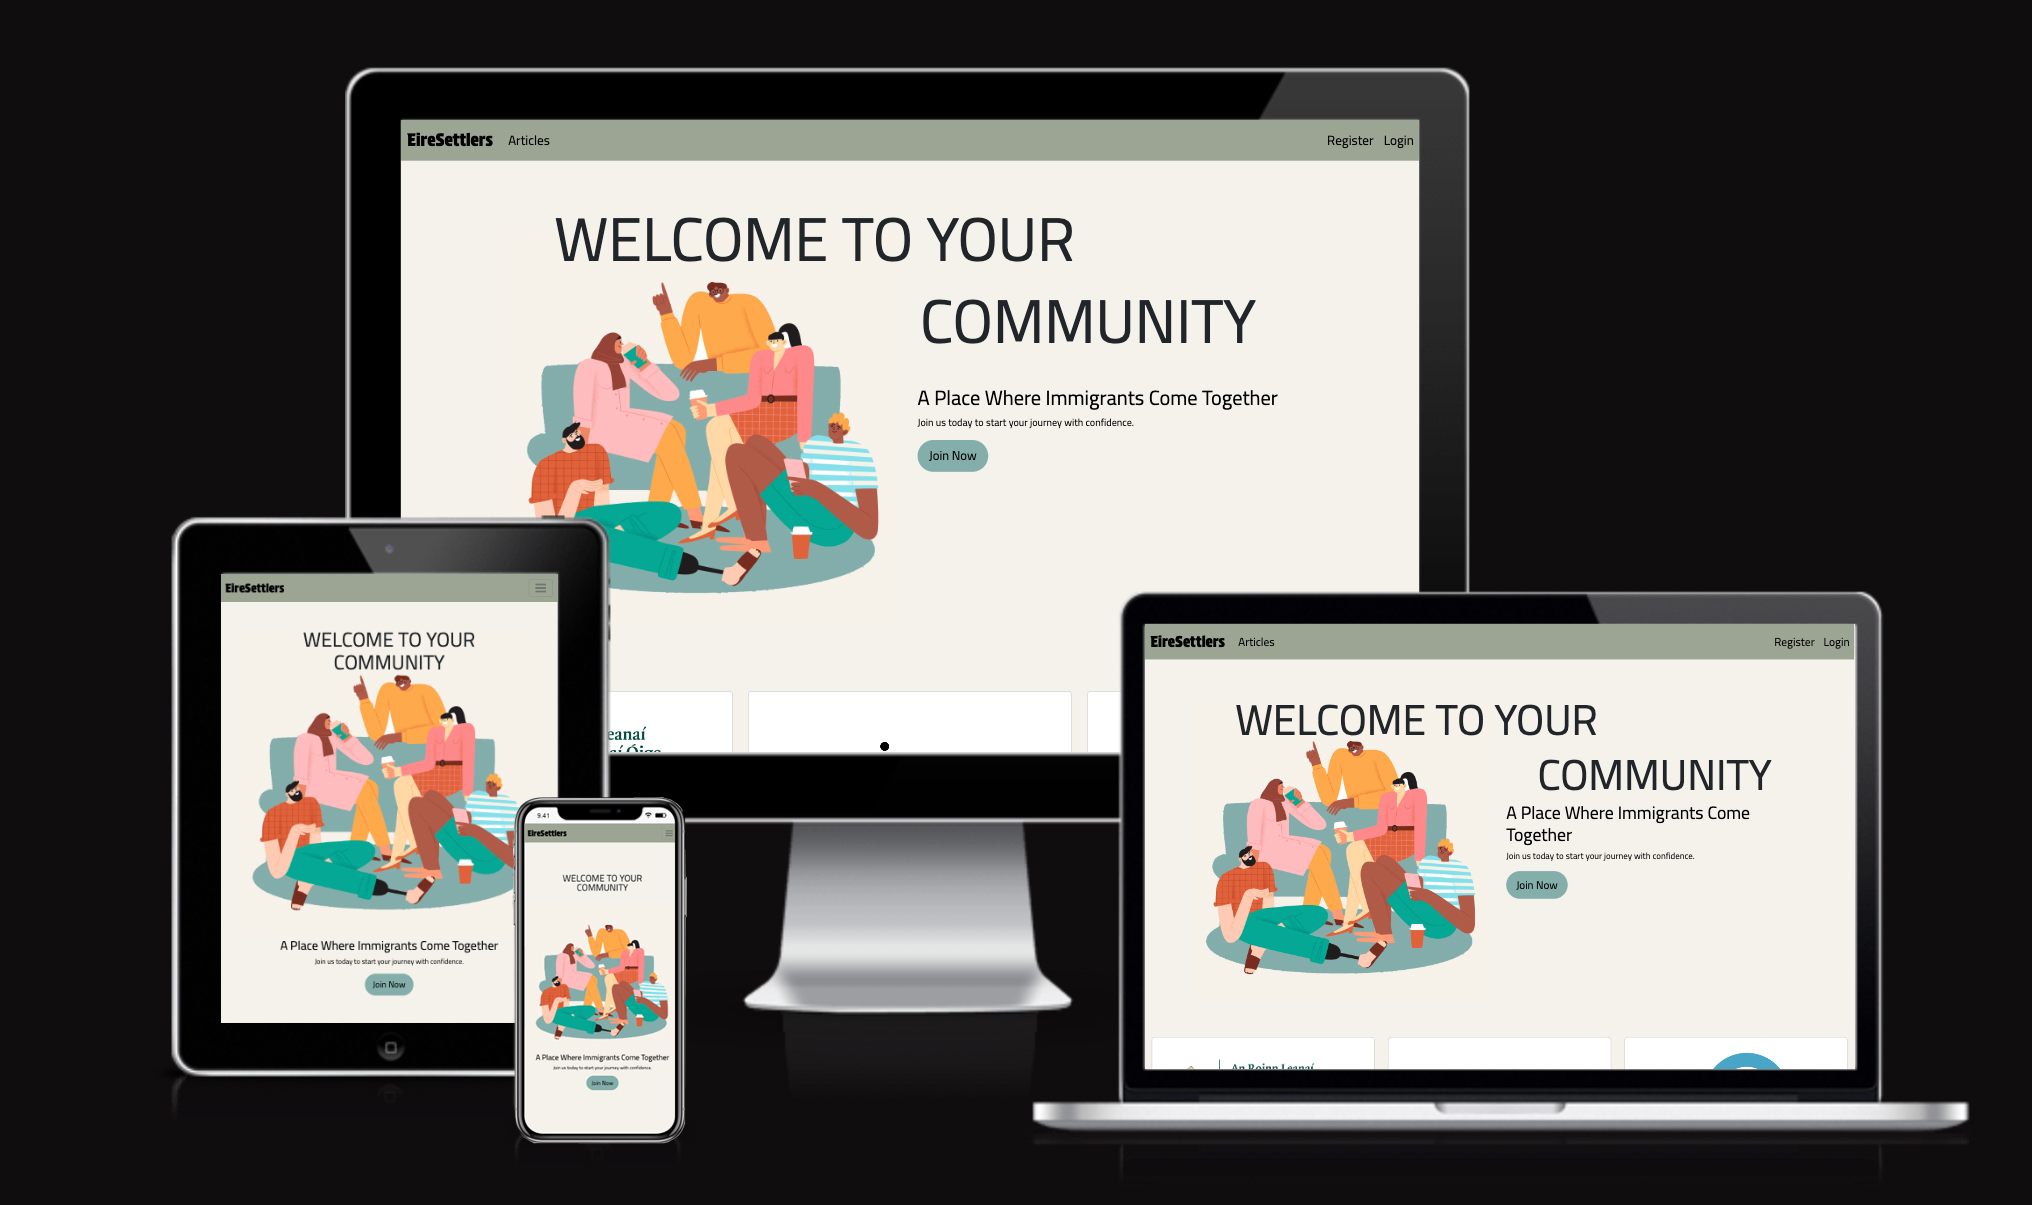 EireSettlers Articles Register Login
WELCOME TO YOUR
COMMUNITY
A Place Where Immigrants Come Together
Join us today to start your journey with confidence.
Join Now
eanaí
EireSettlers
WELCOME TO YOUR
COMMUNITY
A Place Where Immigrants Come Together
Join us today to start your journey with confidence.
Join Now
9:41
EireSettlers
WELCOME TO YOUR
COMMUNITY
A Place Where Immigrants Come Together
Join us today to start your journey with confidence.
Join Now
EireSettlers Articles Register Login
WELCOME TO YOUR
COMMUNITY
A Place Where Immigrants Come
Together
Join us today to start your journey with confidence.
Join Now
An Roinn Leanaí